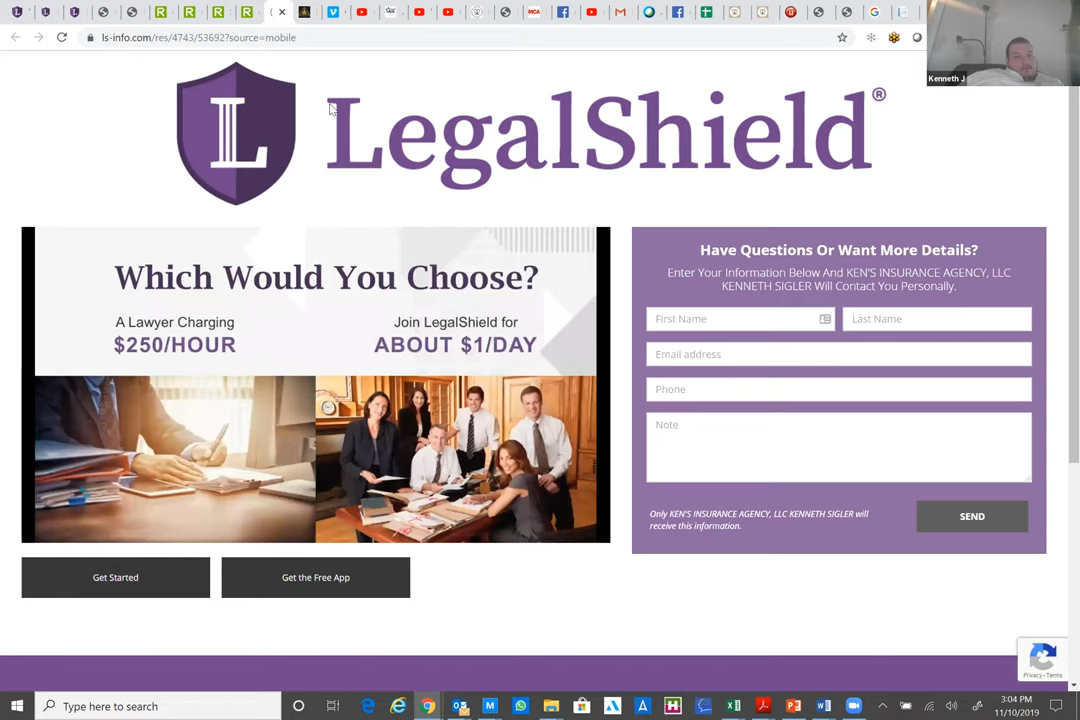 ls-info.com/res/4743/53692?source=mobile
Kenneth J
L LegalShield®
Which Would You Choose?
A Lawyer Charging
$250/HOUR
Join LegalShield for
ABOUT $1/DAY
Have Questions Or Want More Details?
Enter Your Information Below And KEN'S INSURANCE AGENCY, LLC
KENNETH SIGLER Will Contact You Personally.
First Name
Last Name
Email address
Phone
Note
Only KEN'S INSURANCE AGENCY, LLC KENNETH SIGLER will
receive this information.
SEND
Get Started
Get the Free App
Privacy - Terms
Type here to search
3:04 PM
11/10/2019